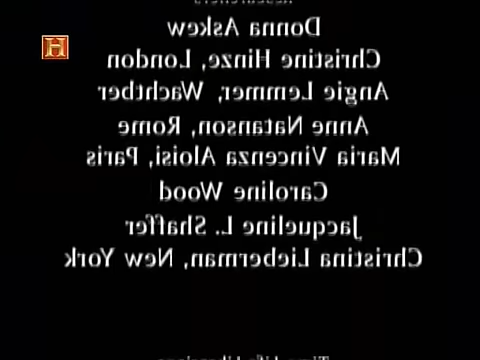 Researchers
Donna Askew
H
Christine Hinze, London
Angie Lemmer, Wachtber
Anne Natanson, Rome
Maria Vincenza Aloisi, Paris
Caroline Wood
Jacqueline L. Shaffer
Christina Lieberman, New York